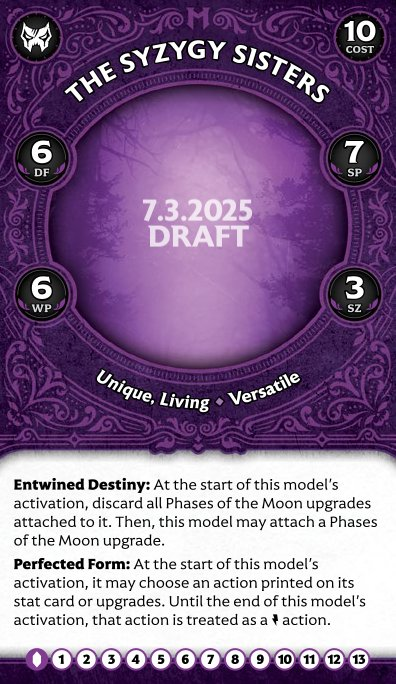 10
COST
THE SYZYGY SISTERS
6
DF
7
SP
7.3.2025
DRAFT
6
WP
3
SZ
Unique, Living ◆ Versatile
Entwined Destiny: At the start of this model's
activation, discard all Phases of the Moon upgrades
attached to it. Then, this model may attach a Phases
of the Moon upgrade.
Perfected Form: At the start of this model's
activation, it may choose an action printed on its
stat card or upgrades. Until the end of this model's
activation, that action is treated as a action.
1 2 3 4 5 6 7 8 9 10 11 12 13